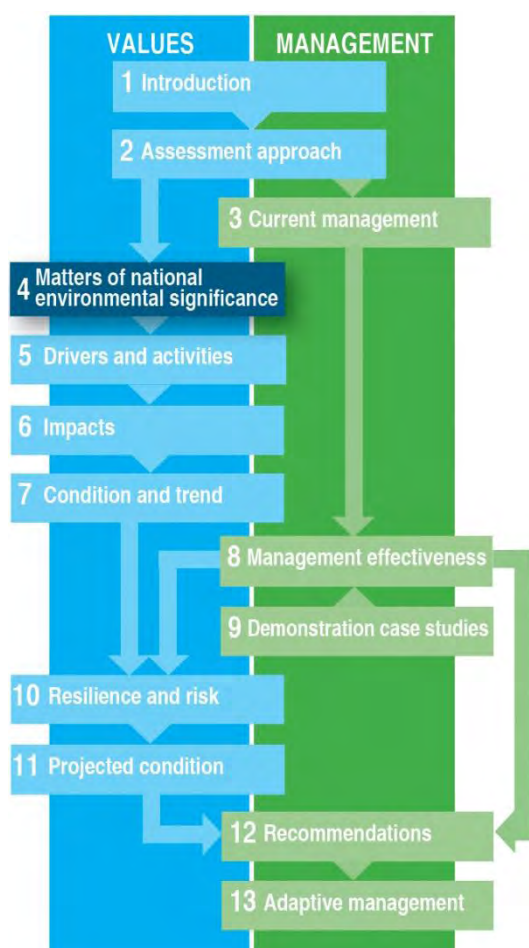 VALUES
MANAGEMENT
1 Introduction
2 Assessment approach
3 Current management
4 Matters of national
environmental significance
5 Drivers and activities
6 Impacts
7 Condition and trend
8 Management effectiveness
9 Demonstration case studies
10 Resilience and risk
11 Projected condition
12 Recommendations
13 Adaptive management